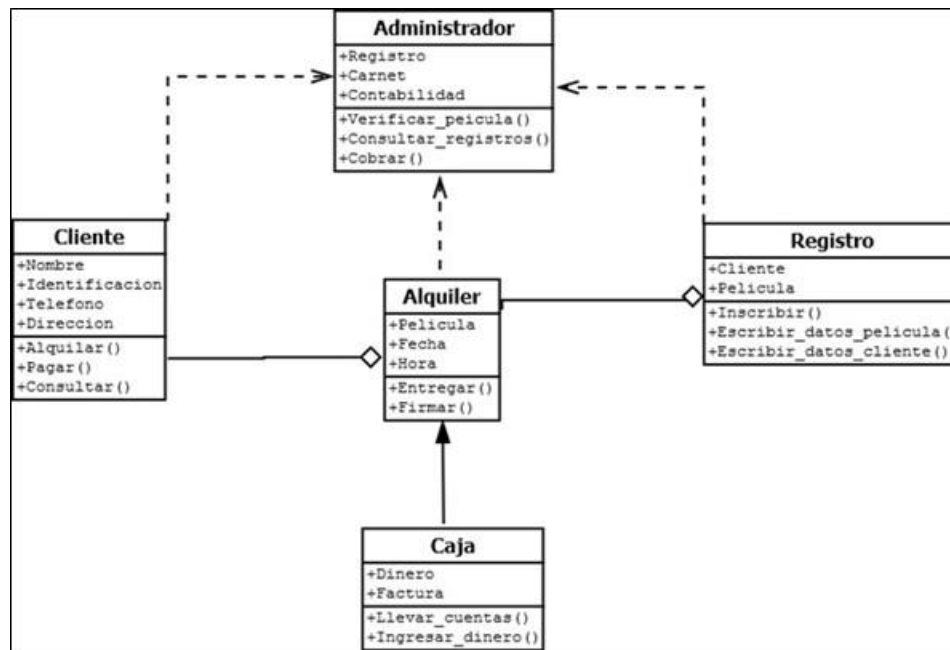 Administrador
+Registro
+Carnet
+Contabilidad
+Verificar_peicula()
+Consultar_registros()
+Cobrar()
Cliente
+Nombre
+Identificacion
+Telefono
+Direccion
+Alquilar()
+Pagar()
+Consultar()
Alquiler
+Pelicula
+Fecha
+Hora
+Entregar()
+Firmar()
Registro
+Cliente
+Pelicula
+Inscribir()
+Escribir_datos_pelicula(
+Escribir_datos_cliente()
Caja
+Dinero
+Factura
+Llevar_cuentas()
+Ingresar_dinero()